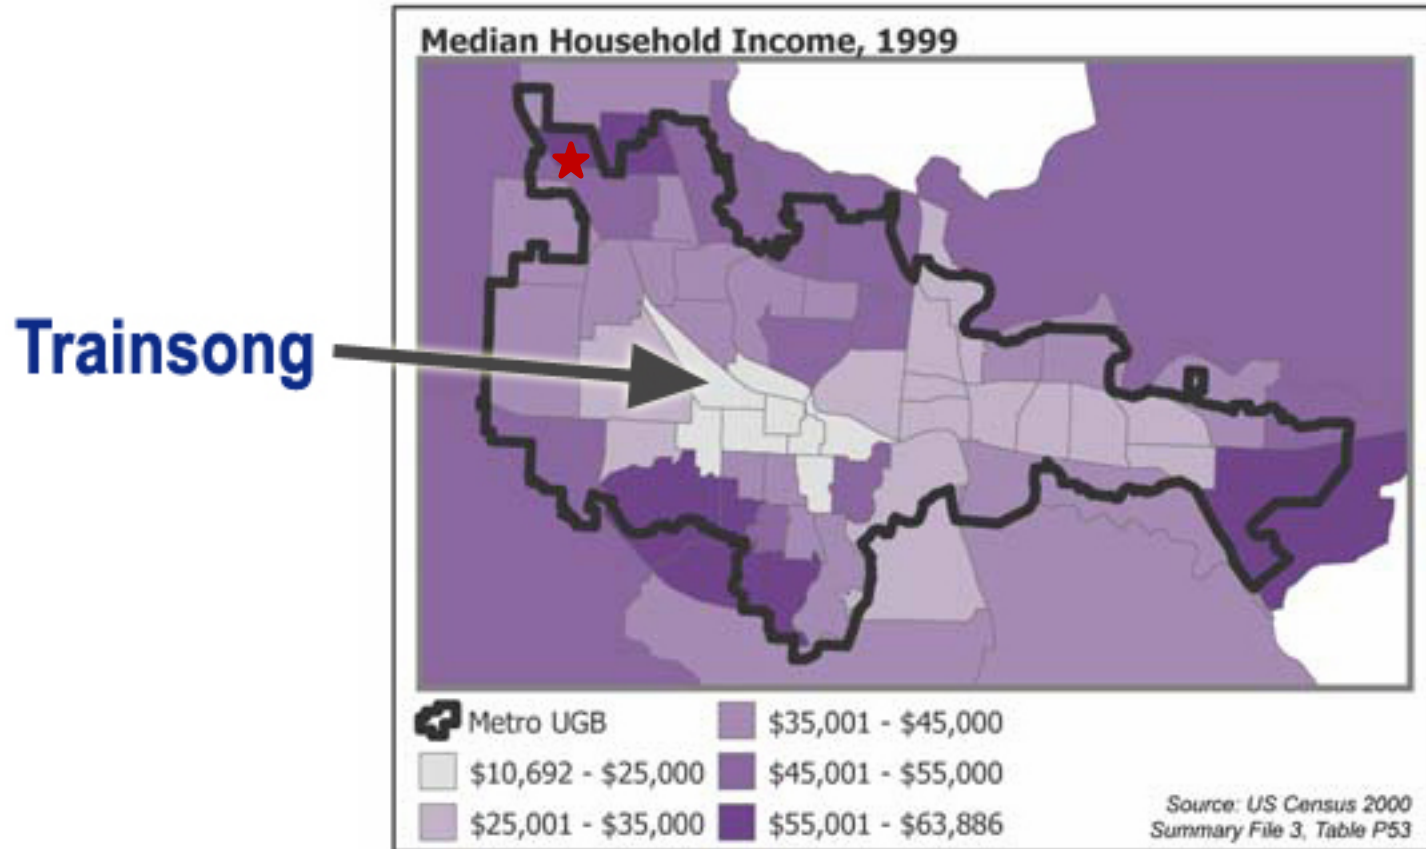 Median Household Income, 1999
Trainsong
Metro UGB
$10,692 - $25,000
$25,001 - $35,000
$35,001 - $45,000
$45,001 - $55,000
$55,001 - $63,886
Source: US Census 2000
Summary File 3, Table P53